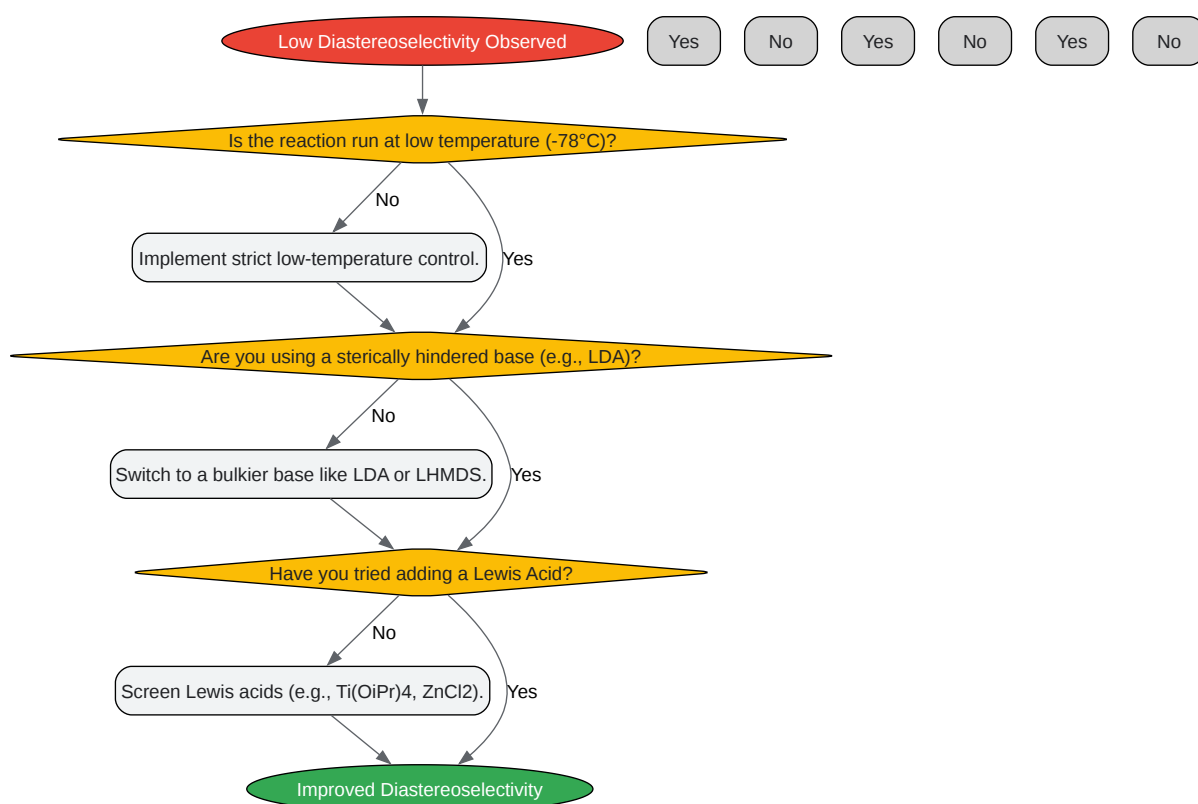 Low Diastereoselectivity Observed
Yes
No
Yes
No
Yes
No
Is the reaction run at low temperature (-78°C)?
No
Implement strict low-temperature control.
Yes
Are you using a sterically hindered base (e.g., LDA)?
No
Switch to a bulkier base like LDA or LHMDS.
Yes
Have you tried adding a Lewis Acid?
No
Screen Lewis acids (e.g., Ti(OiPr)4, ZnCl2).
Yes
Improved Diastereoselectivity